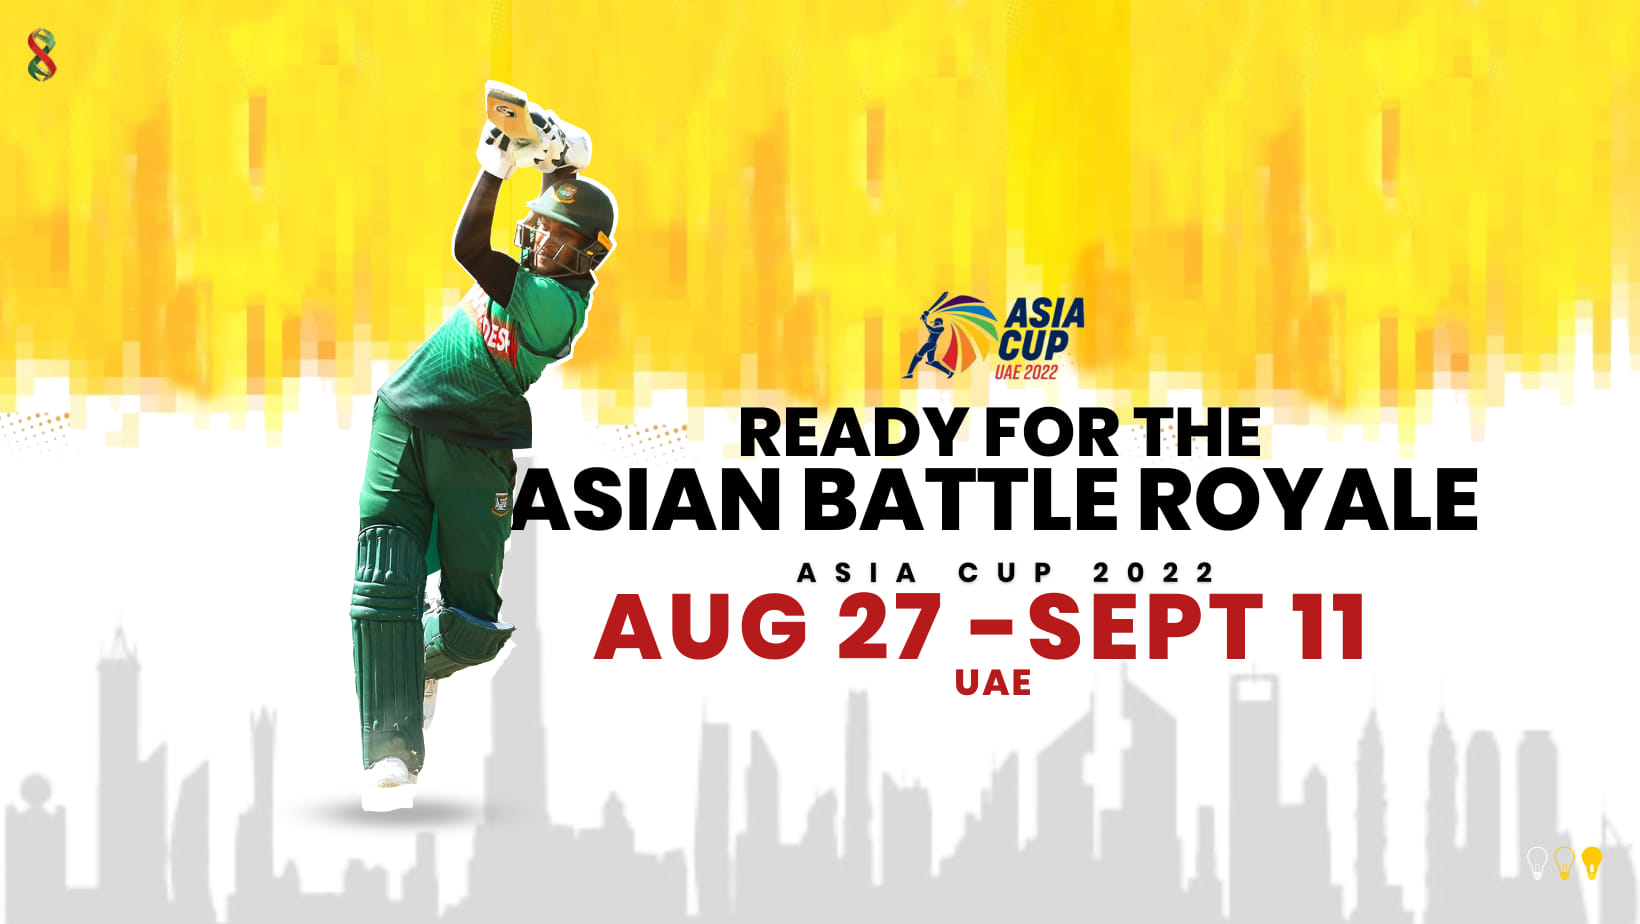 ASIA
CUP
UAE 2022
READY FOR THE
ASIAN BATTLE ROYALE
ASIA CUP 2022
AUG 27 –SEPT 11
UAE